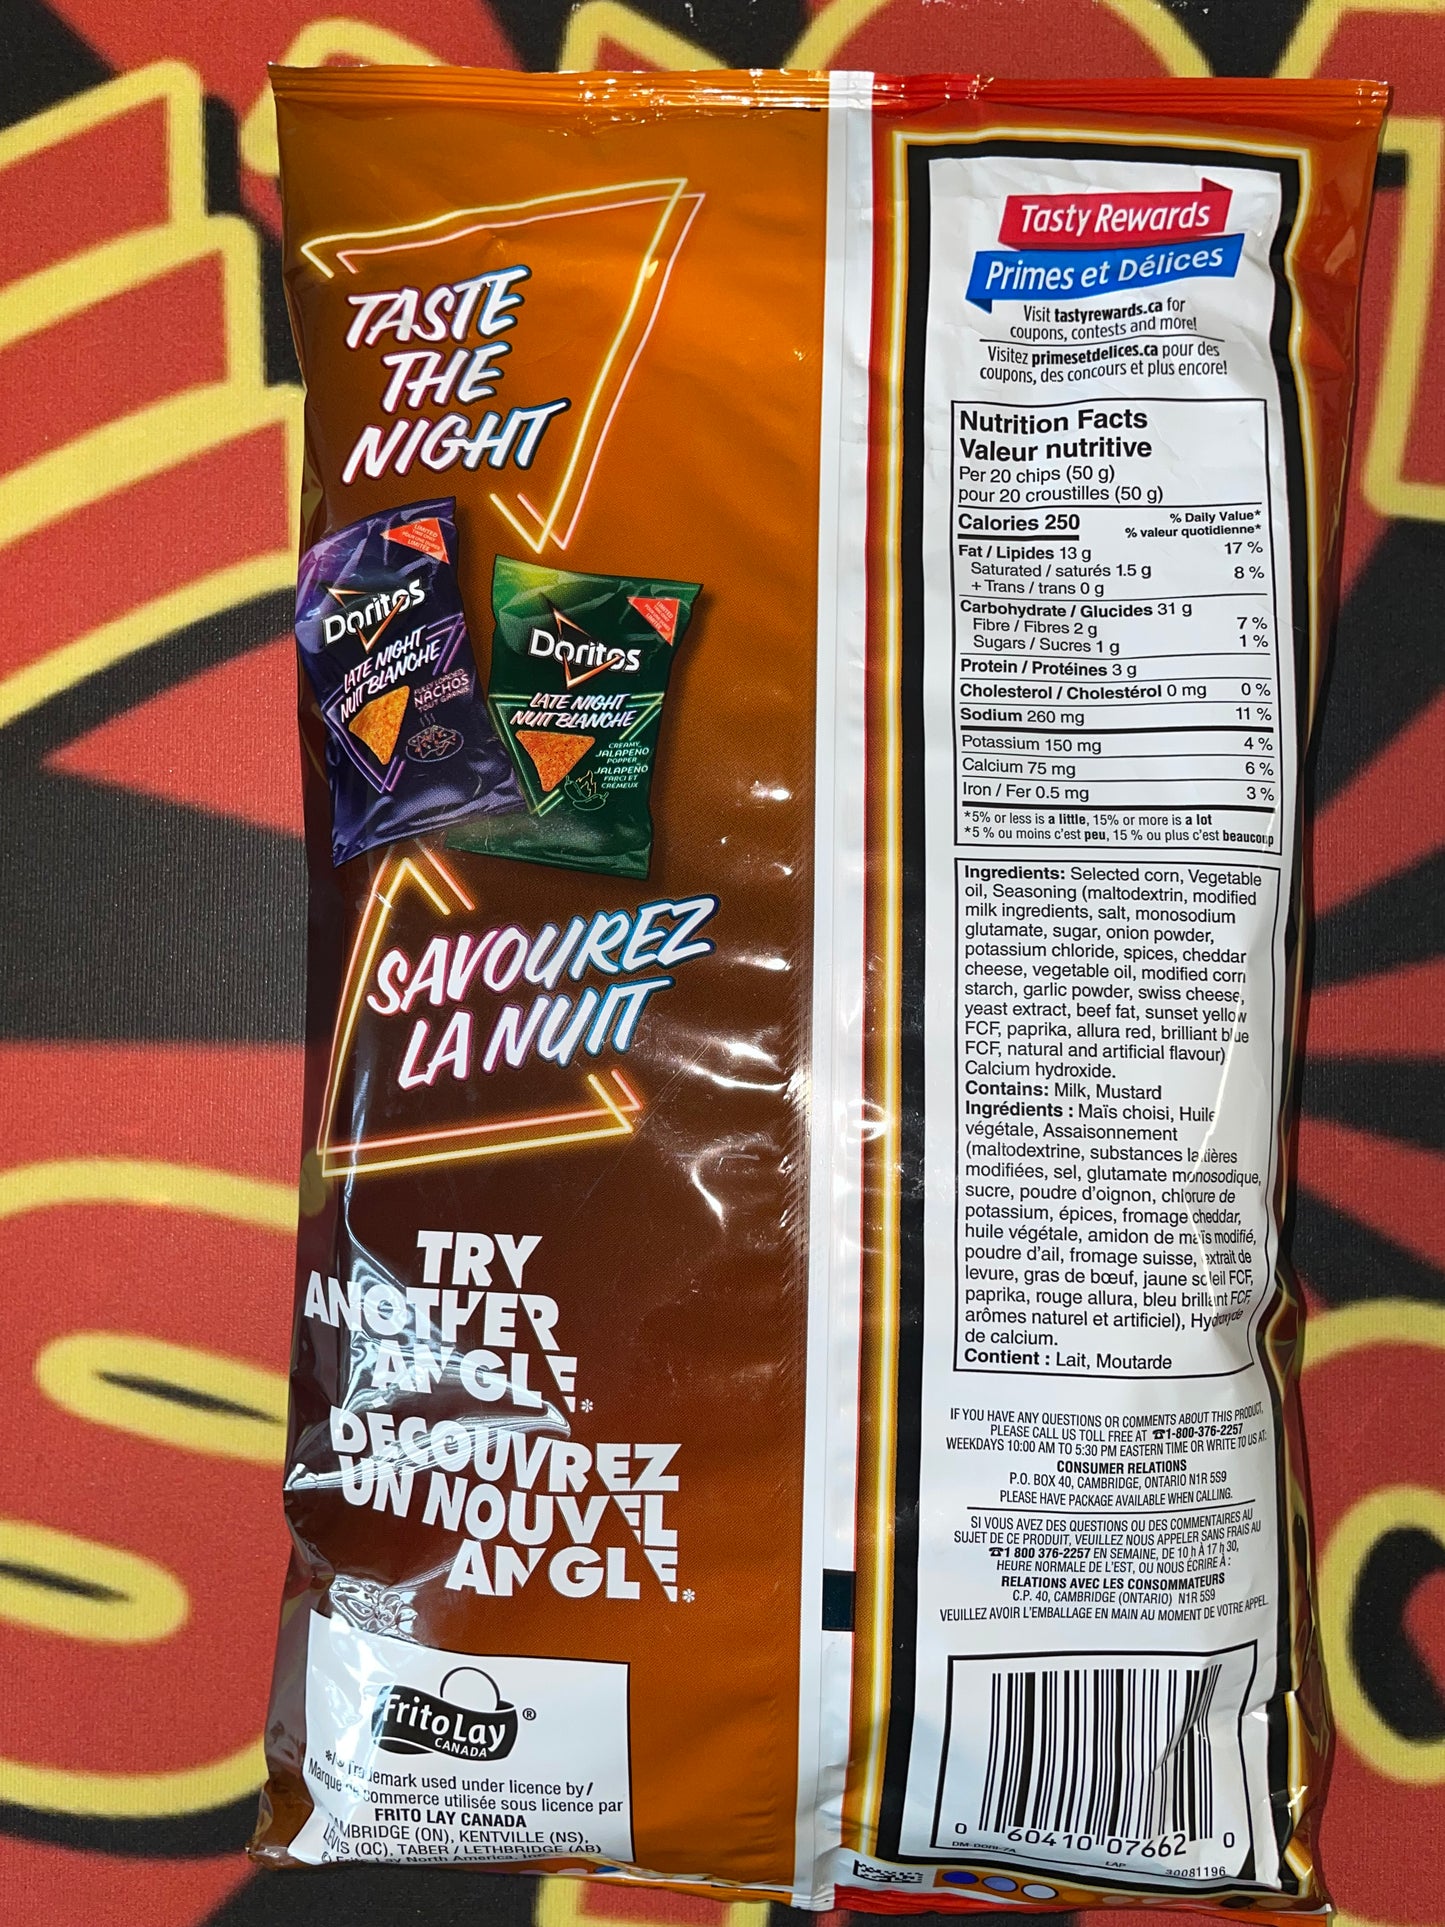 TASTE
THE
NIGHT
LIMITED
Doritos
LATE NIGHT
NUIT BLANCHE
FULLY LOADED
NACHOS
TOUT GARNIS
Doritos
LATE NIGHT
NUIT BLANCHE
CREAMY
JALAPEÑO
POPPER
JALAPEÑO
FARCI ET
CRÉMEUX
SAVOUREZ
LA NUIT
TRY
ANOTHER
ANGLE*
DECOUVREZ
UN NOUVEL
ANGLE*
Frito Lay®
CANADA
*/® Trademark used under licence by /
Marque de commerce utilisée sous licence par
FRITO LAY CANADA
CAMBRIDGE (ON), KENTVILLE (NS),
LÉVIS (QC), TABER / LETHBRIDGE (AB)
© Frito Lay North America, Inc.
Tasty Rewards
Primes et Délices
Visit tastyrewards.ca for
coupons, contests and more!
Visitez primesetdelices.ca pour des
coupons, des concours et plus encore!
Nutrition Facts
Valeur nutritive
Per 20 chips (50 g)
pour 20 croustilles (50 g)
Calories 250 % Daily Value*
% valeur quotidienne*
Fat / Lipides 13 g 17 %
Saturated / saturés 1.5 g 8 %
+ Trans / trans 0 g
Carbohydrate / Glucides 31 g
Fibre / Fibres 2 g 7 %
Sugars / Sucres 1 g 1 %
Protein / Protéines 3 g
Cholesterol / Cholestérol 0 mg 0 %
Sodium 260 mg 11 %
Potassium 150 mg 4 %
Calcium 75 mg 6 %
Iron / Fer 0.5 mg 3 %
*5% or less is a little, 15% or more is a lot
*5 % ou moins c'est peu, 15 % ou plus c'est beaucoup
Ingredients: Selected corn, Vegetable
oil, Seasoning (maltodextrin, modified
milk ingredients, salt, monosodium
glutamate, sugar, onion powder,
potassium chloride, spices, cheddar
cheese, vegetable oil, modified corn
starch, garlic powder, swiss cheese,
yeast extract, beef fat, sunset yellow
FCF, paprika, allura red, brilliant blue
FCF, natural and artificial flavour)
Calcium hydroxide.
Contains: Milk, Mustard
Ingrédients : Maïs choisi, Huile
végétale, Assaisonnement
(maltodextrine, substances laitières
modifiées, sel, glutamate monosodique,
sucre, poudre d'oignon, chlorure de
potassium, épices, fromage cheddar,
huile végétale, amidon de maïs modifié,
poudre d'ail, fromage suisse, extrait de
levure, gras de bœuf, jaune soleil FCF,
paprika, rouge allura, bleu brillant FCF,
arômes naturel et artificiel), Hydroxyde
de calcium.
Contient : Lait, Moutarde
IF YOU HAVE ANY QUESTIONS OR COMMENTS ABOUT THIS PRODUCT,
PLEASE CALL US TOLL FREE AT ☎1-800-376-2257
WEEKDAYS 10:00 AM TO 5:30 PM EASTERN TIME OR WRITE TO US AT:
CONSUMER RELATIONS
P.O. BOX 40, CAMBRIDGE, ONTARIO N1R 5S9
PLEASE HAVE PACKAGE AVAILABLE WHEN CALLING.
SI VOUS AVEZ DES QUESTIONS OU DES COMMENTAIRES AU
SUJET DE CE PRODUIT, VEUILLEZ NOUS APPELER SANS FRAIS AU
☎1 800 376-2257 EN SEMAINE, DE 10 h À 17 h 30,
HEURE NORMALE DE L'EST, OU NOUS ÉCRIRE À :
RELATIONS AVEC LES CONSOMMATEURS
C.P. 40, CAMBRIDGE (ONTARIO) N1R 5S9
VEUILLEZ AVOIR L'EMBALLAGE EN MAIN AU MOMENT DE VOTRE APPEL.
0 60410 07662 0
DM-DORI-7A LAP 30081196